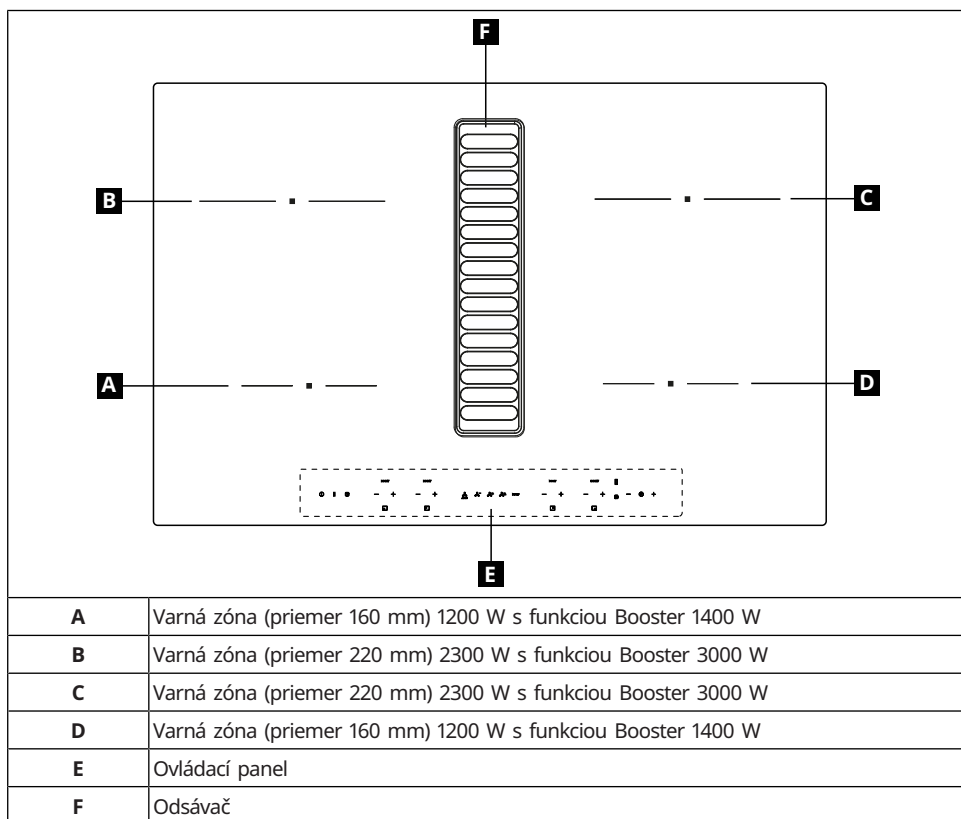 F
B
C
A
D
E
A Varná zóna (priemer 160 mm) 1200 W s funkciou Booster 1400 W
B Varná zóna (priemer 220 mm) 2300 W s funkciou Booster 3000 W
C Varná zóna (priemer 220 mm) 2300 W s funkciou Booster 3000 W
D Varná zóna (priemer 160 mm) 1200 W s funkciou Booster 1400 W
E Ovládací panel
F Odsávač